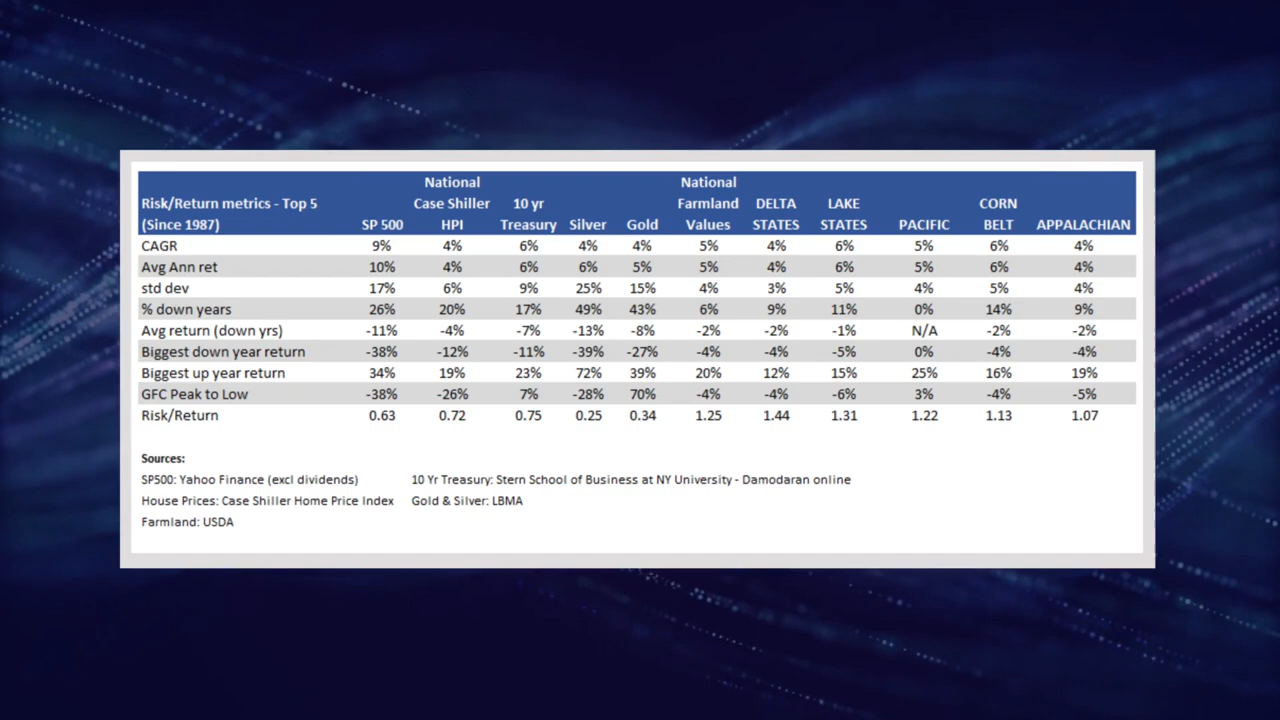 National National
Risk/Return metrics - Top 5 Case Shiller 10 yr Farmland DELTA LAKE CORN
(Since 1987) SP 500 HPI Treasury Silver Gold Values STATES STATES PACIFIC BELT APPALACHIAN
CAGR 9% 4% 6% 4% 4% 5% 4% 6% 5% 6% 4%
Avg Ann ret 10% 4% 6% 6% 5% 5% 4% 6% 5% 6% 4%
std dev 17% 6% 9% 25% 15% 4% 3% 5% 4% 5% 4%
% down years 26% 20% 17% 49% 43% 6% 9% 11% 0% 14% 9%
Avg return (down yrs) -11% -4% -7% -13% -8% -2% -2% -1% N/A -2% -2%
Biggest down year return -38% -12% -11% -39% -27% -4% -4% -5% 0% -4% -4%
Biggest up year return 34% 19% 23% 72% 39% 20% 12% 15% 25% 16% 19%
GFC Peak to Low -38% -26% 7% -28% 70% -4% -4% -6% 3% -4% -5%
Risk/Return 0.63 0.72 0.75 0.25 0.34 1.25 1.44 1.31 1.22 1.13 1.07
Sources:
SP500: Yahoo Finance (excl dividends) 10 Yr Treasury: Stern School of Business at NY University - Damodaran online
House Prices: Case Shiller Home Price Index Gold & Silver: LBMA
Farmland: USDA